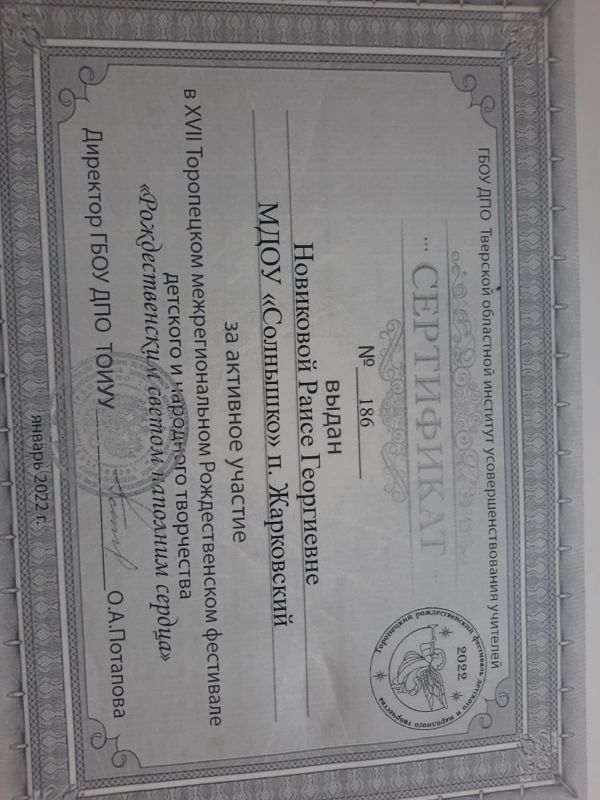 ГБОУ ДПО Тверской областной институт усовершенствования учителей
... СЕРТИФИКАТ ...
Торопецкий рождественский фестиваль детского и народного творчества
2022
№ 186
выдан
Новиковой Раисе Георгиевне
МДОУ «Солнышко» п. Жарковский
за активное участие
в XVII Торопецком межрегиональном Рождественском фестивале
детского и народного творчества
«Рождественским светом наполним сердца»
Директор ГБОУ ДПО ТОИУУ О.А.Потапова
январь 2022 г.